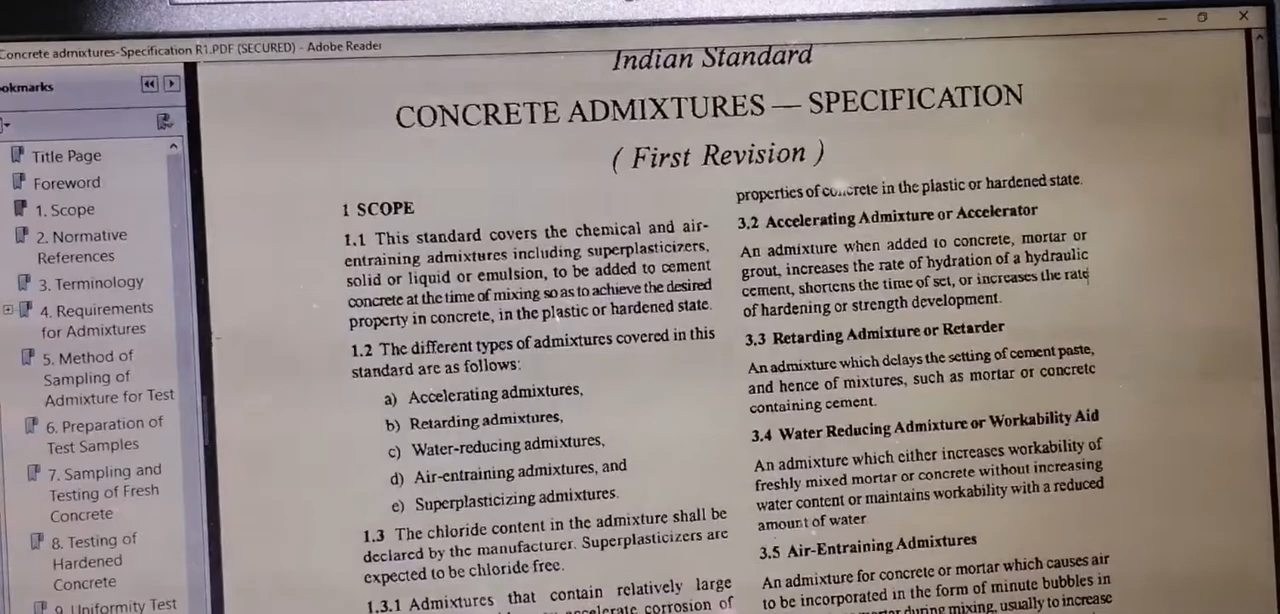 Concrete admixtures-Specification R1.PDF (SECURED) - Adobe Reader
okmarks
Title Page
Foreword
1. Scope
2. Normative
References
3. Terminology
4. Requirements
for Admixtures
5. Method of
Sampling of
Admixture for Test
6. Preparation of
Test Samples
7. Sampling and
Testing of Fresh
Concrete
8. Testing of
Hardened
Concrete
9. Uniformity Test
Indian Standard
CONCRETE ADMIXTURES — SPECIFICATION
( First Revision )
1 SCOPE
1.1 This standard covers the chemical and air-
entraining admixtures including superplasticizers,
solid or liquid or emulsion, to be added to cement
concrete at the time of mixing so as to achieve the desired
property in concrete, in the plastic or hardened state.
1.2 The different types of admixtures covered in this
standard are as follows:
a) Accelerating admixtures,
b) Retarding admixtures,
c) Water-reducing admixtures,
d) Air-entraining admixtures, and
e) Superplasticizing admixtures.
1.3 The chloride content in the admixture shall be
declared by the manufacturer. Superplasticizers are
expected to be chloride free.
1.3.1 Admixtures that contain relatively large
accelerate corrosion of
properties of concrete in the plastic or hardened state.
3.2 Accelerating Admixture or Accelerator
An admixture when added to concrete, mortar or
grout, increases the rate of hydration of a hydraulic
cement, shortens the time of set, or increases the rate
of hardening or strength development.
3.3 Retarding Admixture or Retarder
An admixture which delays the setting of cement paste,
and hence of mixtures, such as mortar or concrete
containing cement.
3.4 Water Reducing Admixture or Workability Aid
An admixture which either increases workability of
freshly mixed mortar or concrete without increasing
water content or maintains workability with a reduced
amount of water
3.5 Air-Entraining Admixtures
An admixture for concrete or mortar which causes air
to be incorporated in the form of minute bubbles in
during mixing, usually to increase